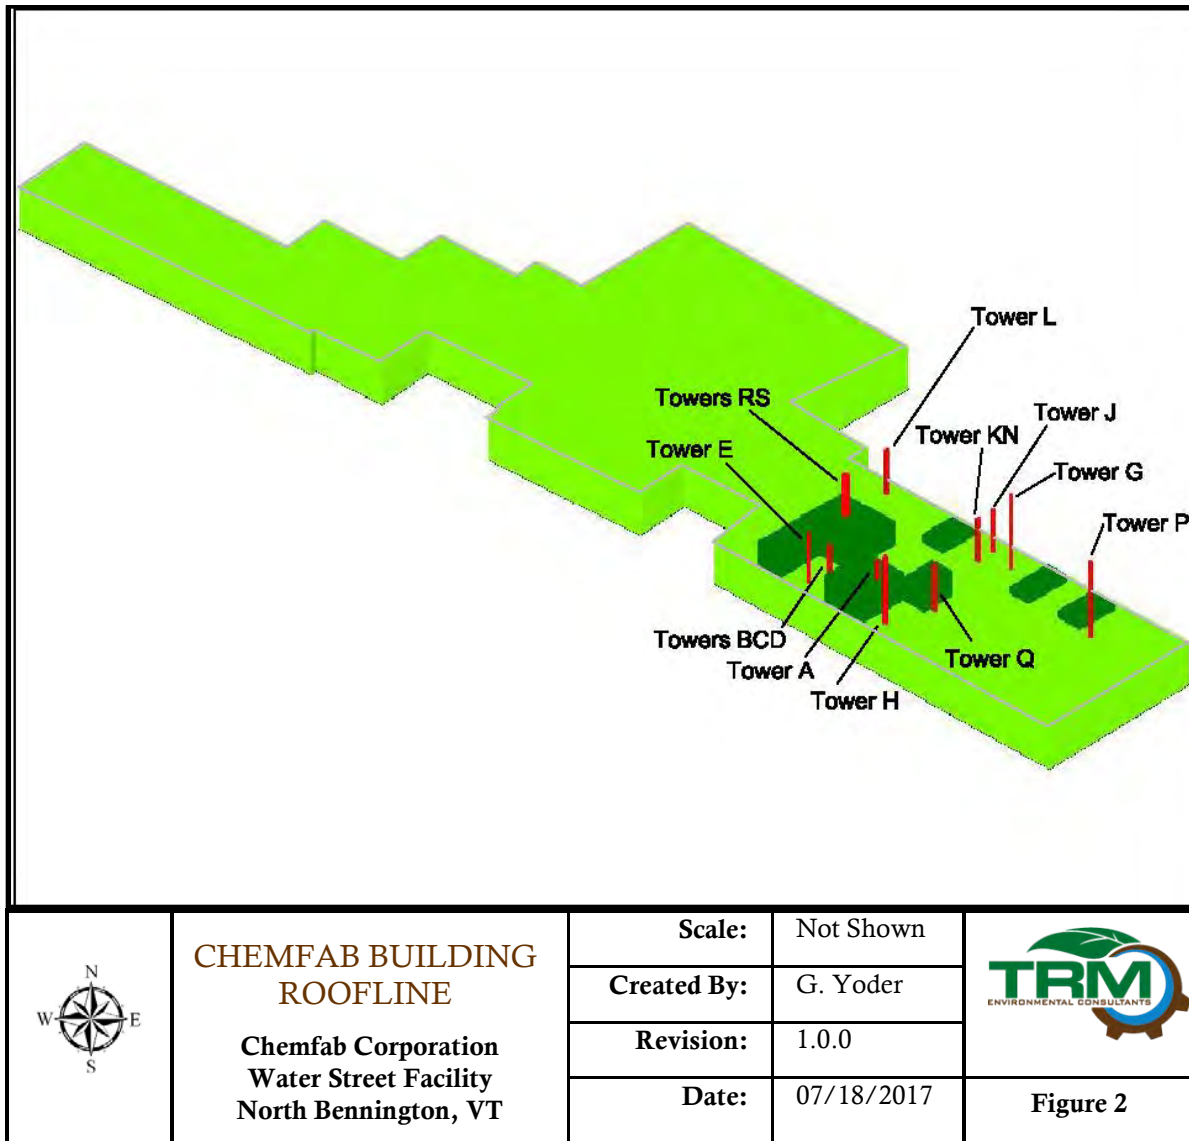 Tower L
Towers RS
Tower J
Tower KN
Tower E
Tower G
Tower P
Towers BCD
Tower A
Tower Q
Tower H
N
W
E
S
CHEMFAB BUILDING
ROOFLINE
Chemfab Corporation
Water Street Facility
North Bennington, VT
Scale: Not Shown
Created By: G. Yoder
Revision: 1.0.0
Date: 07/18/2017
TRM
ENVIRONMENTAL CONSULTANTS
Figure 2